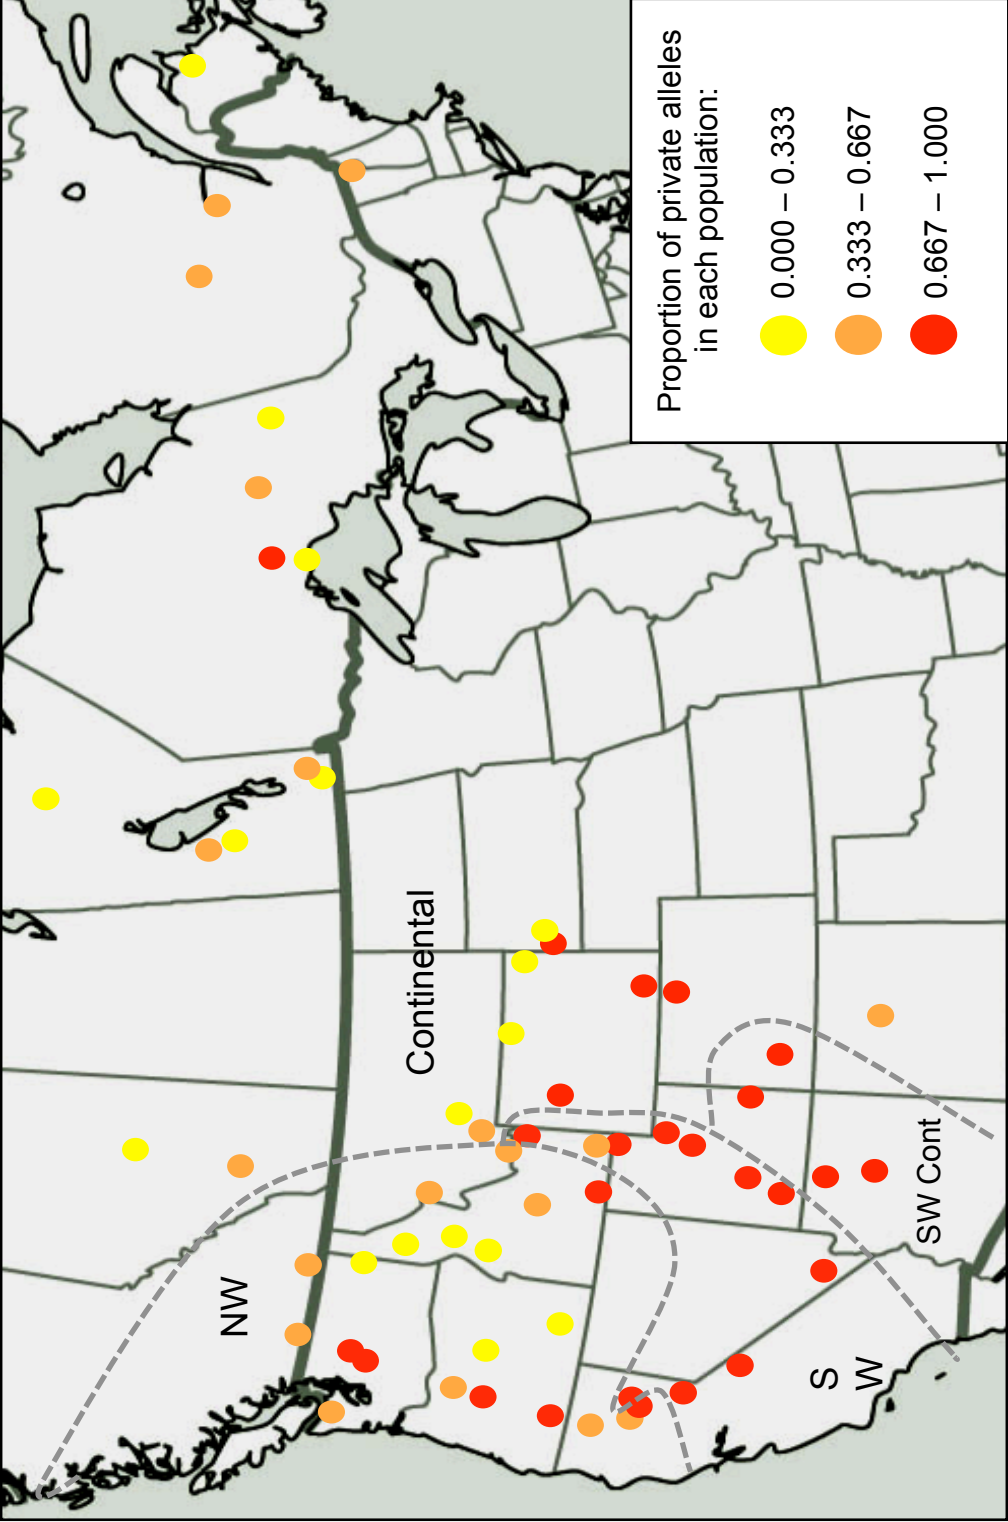 NW
Continental
S
W
SW Cont
Proportion of private alleles
in each population:
0.000 – 0.333
0.333 – 0.667
0.667 – 1.000